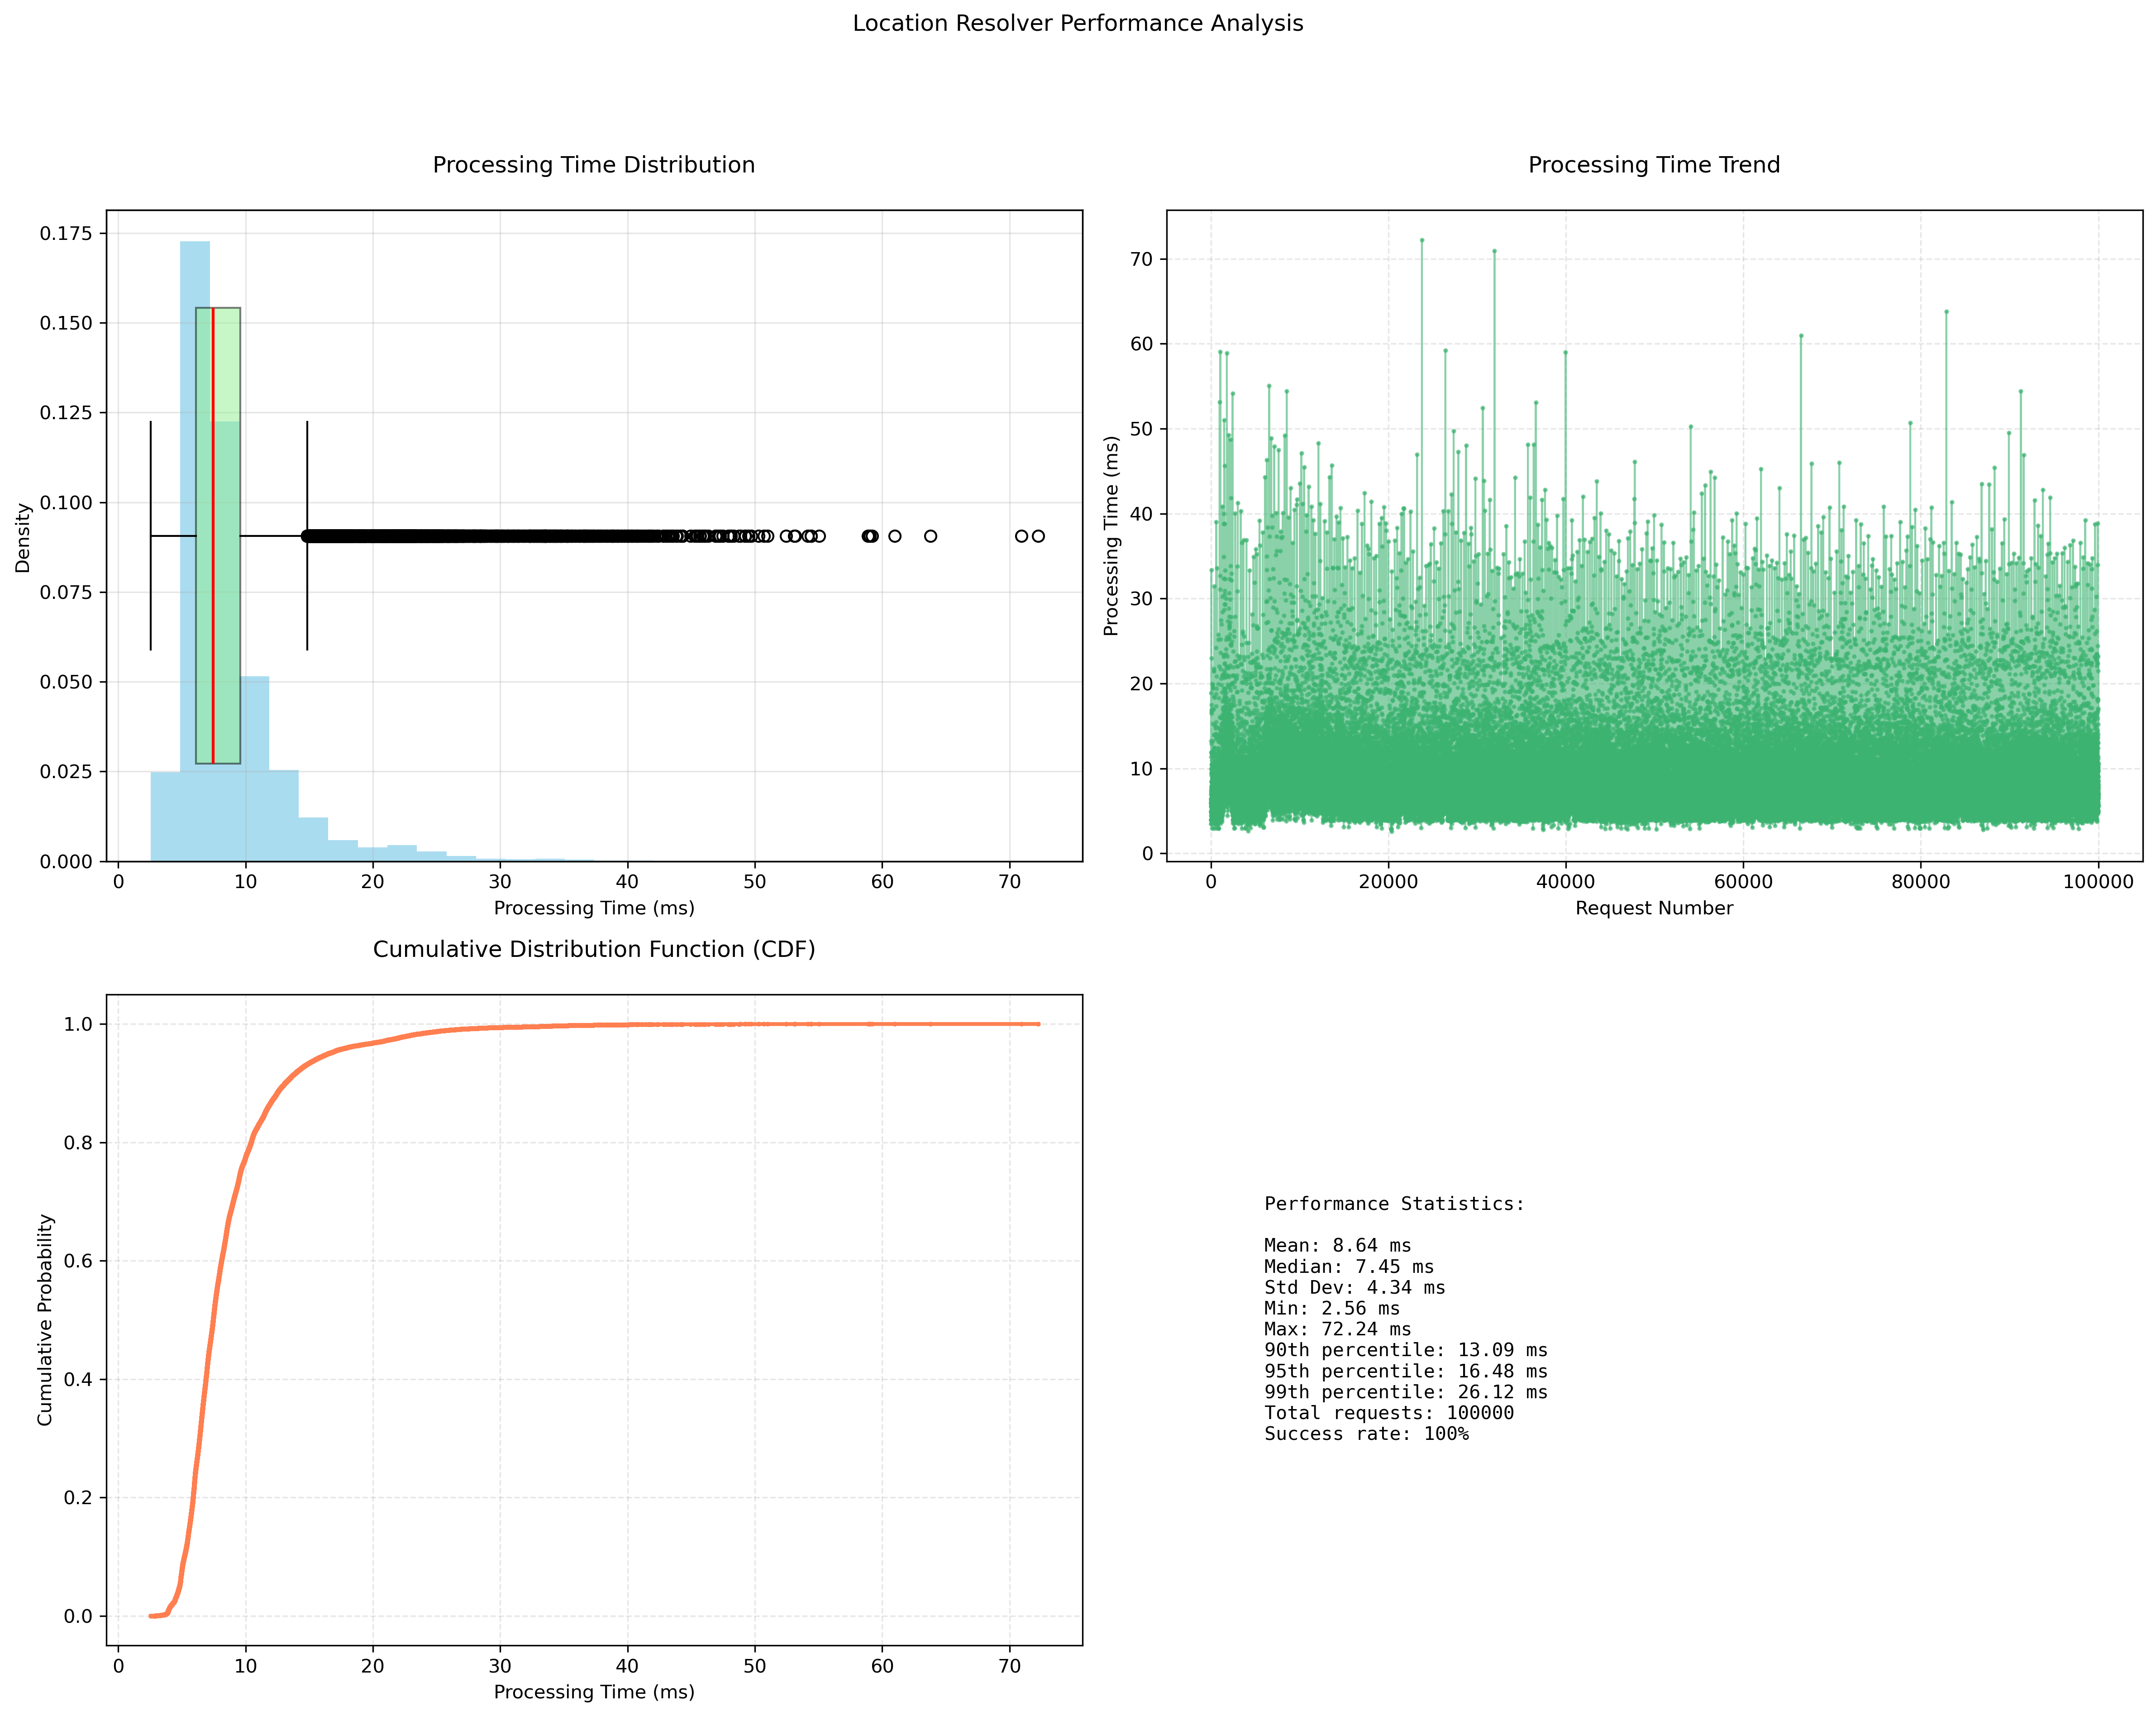 Location Resolver Performance Analysis
Processing Time Distribution
0.175
0.150
0.125
0.100
0.075
0.050
0.025
0.000
Density
0 10 20 30 40 50 60 70
Processing Time (ms)
Processing Time Trend
70
60
50
40
30
20
10
0
Processing Time (ms)
0 20000 40000 60000 80000 100000
Request Number
Cumulative Distribution Function (CDF)
1.0
0.8
0.6
0.4
0.2
0.0
Cumulative Probability
0 10 20 30 40 50 60 70
Processing Time (ms)
Performance Statistics:
Mean: 8.64 ms
Median: 7.45 ms
Std Dev: 4.34 ms
Min: 2.56 ms
Max: 72.24 ms
90th percentile: 13.09 ms
95th percentile: 16.48 ms
99th percentile: 26.12 ms
Total requests: 100000
Success rate: 100%